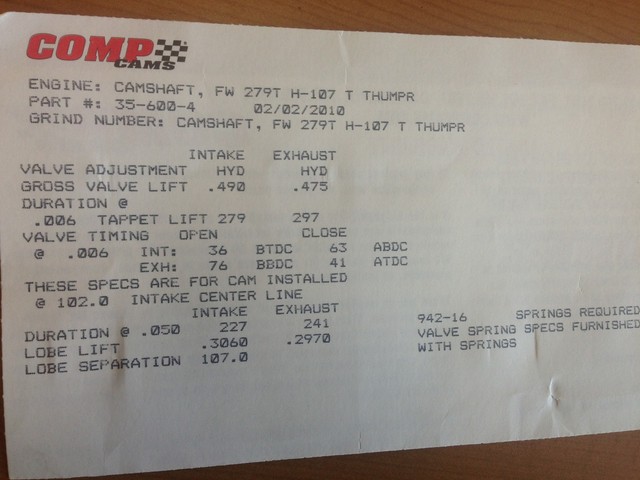 COMP
CAMS
ENGINE: CAMSHAFT, FW 279T H-107 T THUMPR
PART #: 35-600-4 02/02/2010
GRIND NUMBER: CAMSHAFT, FW 279T H-107 T THUMPR
INTAKE EXHAUST
VALVE ADJUSTMENT HYD HYD
GROSS VALVE LIFT .490 .475
DURATION @
.006 TAPPET LIFT 279 297
VALVE TIMING OPEN CLOSE
@ .006 INT: 36 BTDC 63 ABDC
EXH: 76 BBDC 41 ATDC
THESE SPECS ARE FOR CAM INSTALLED
@ 102.0 INTAKE CENTER LINE
INTAKE EXHAUST
DURATION @ .050 227 241
LOBE LIFT .3060 .2970
LOBE SEPARATION 107.0
942-16 SPRINGS REQUIRED
VALVE SPRING SPECS FURNISHED
WITH SPRINGS